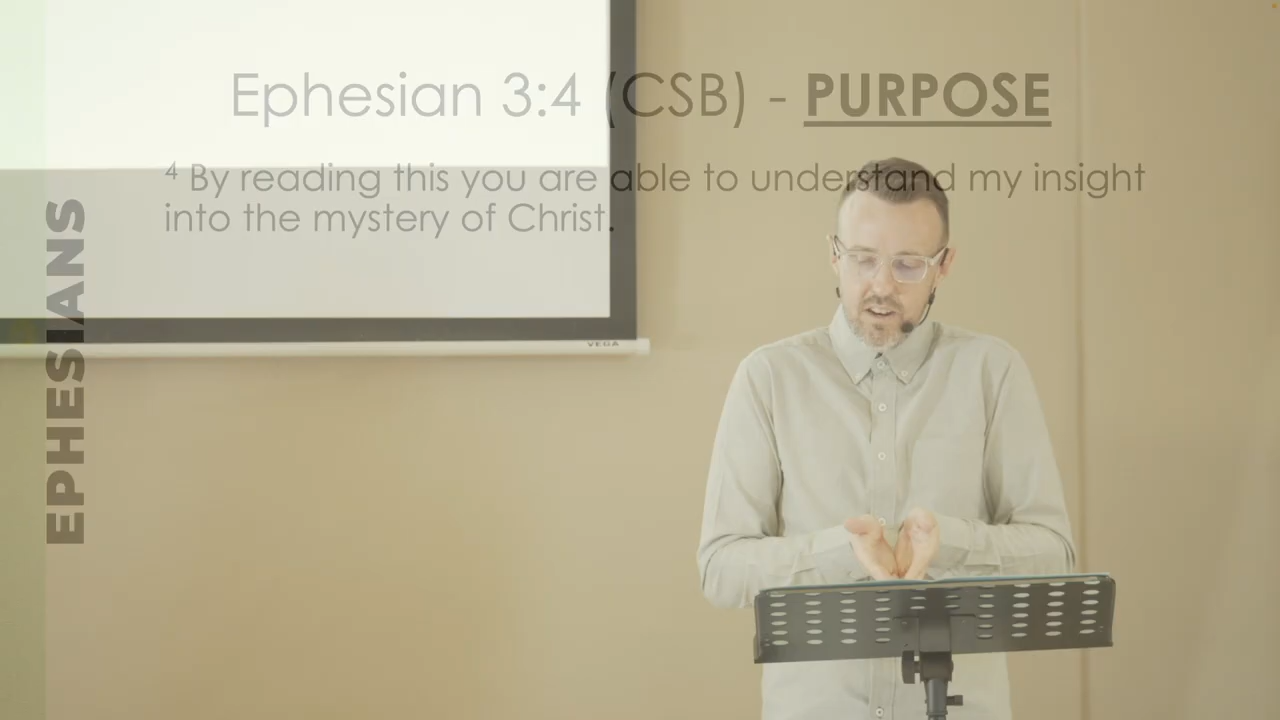 Ephesian 3:4 (CSB) - PURPOSE
4 By reading this you are able to understand my insight
into the mystery of Christ.
EPHESIANS
VEGA